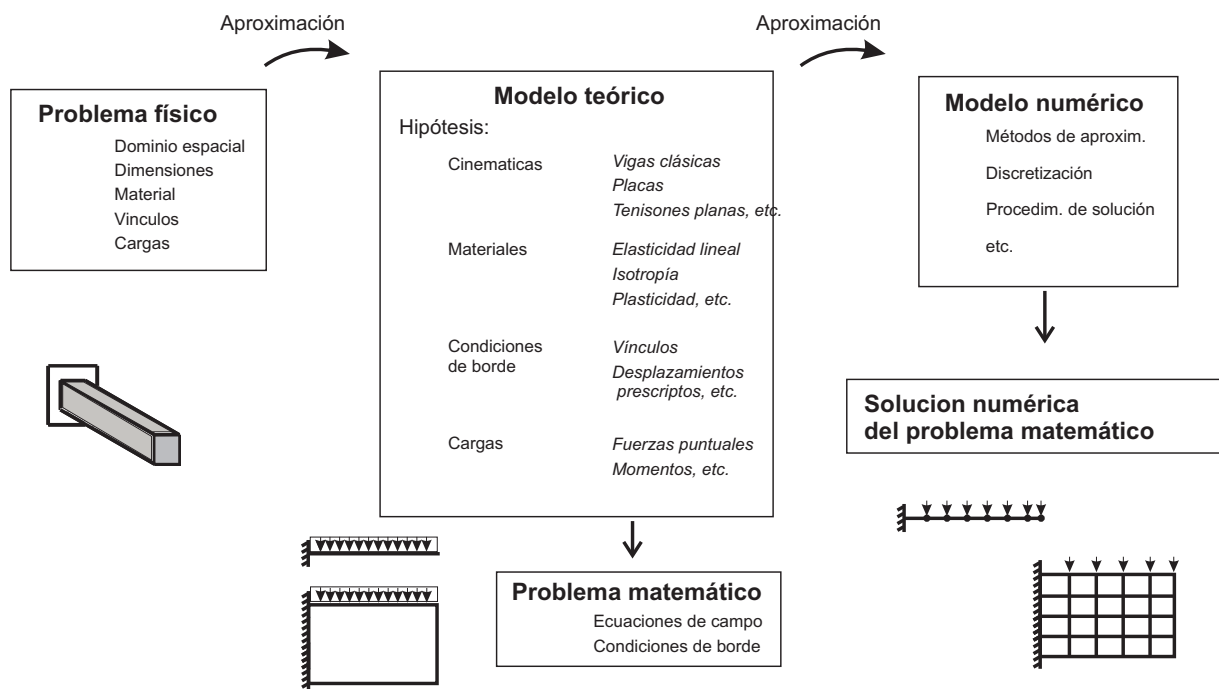 Aproximación
Aproximación
Problema físico
Dominio espacial
Dimensiones
Material
Vinculos
Cargas
Modelo teórico
Hipótesis:
Cinematicas
Vigas clásicas
Placas
Tenisones planas, etc.
Materiales
Elasticidad lineal
Isotropía
Plasticidad, etc.
Condiciones
de borde
Vínculos
Desplazamientos
prescriptos, etc.
Cargas
Fuerzas puntuales
Momentos, etc.
Modelo numérico
Métodos de aproxim.
Discretización
Procedim. de solución
etc.
Solucion numérica
del problema matemático
Problema matemático
Ecuaciones de campo
Condiciones de borde